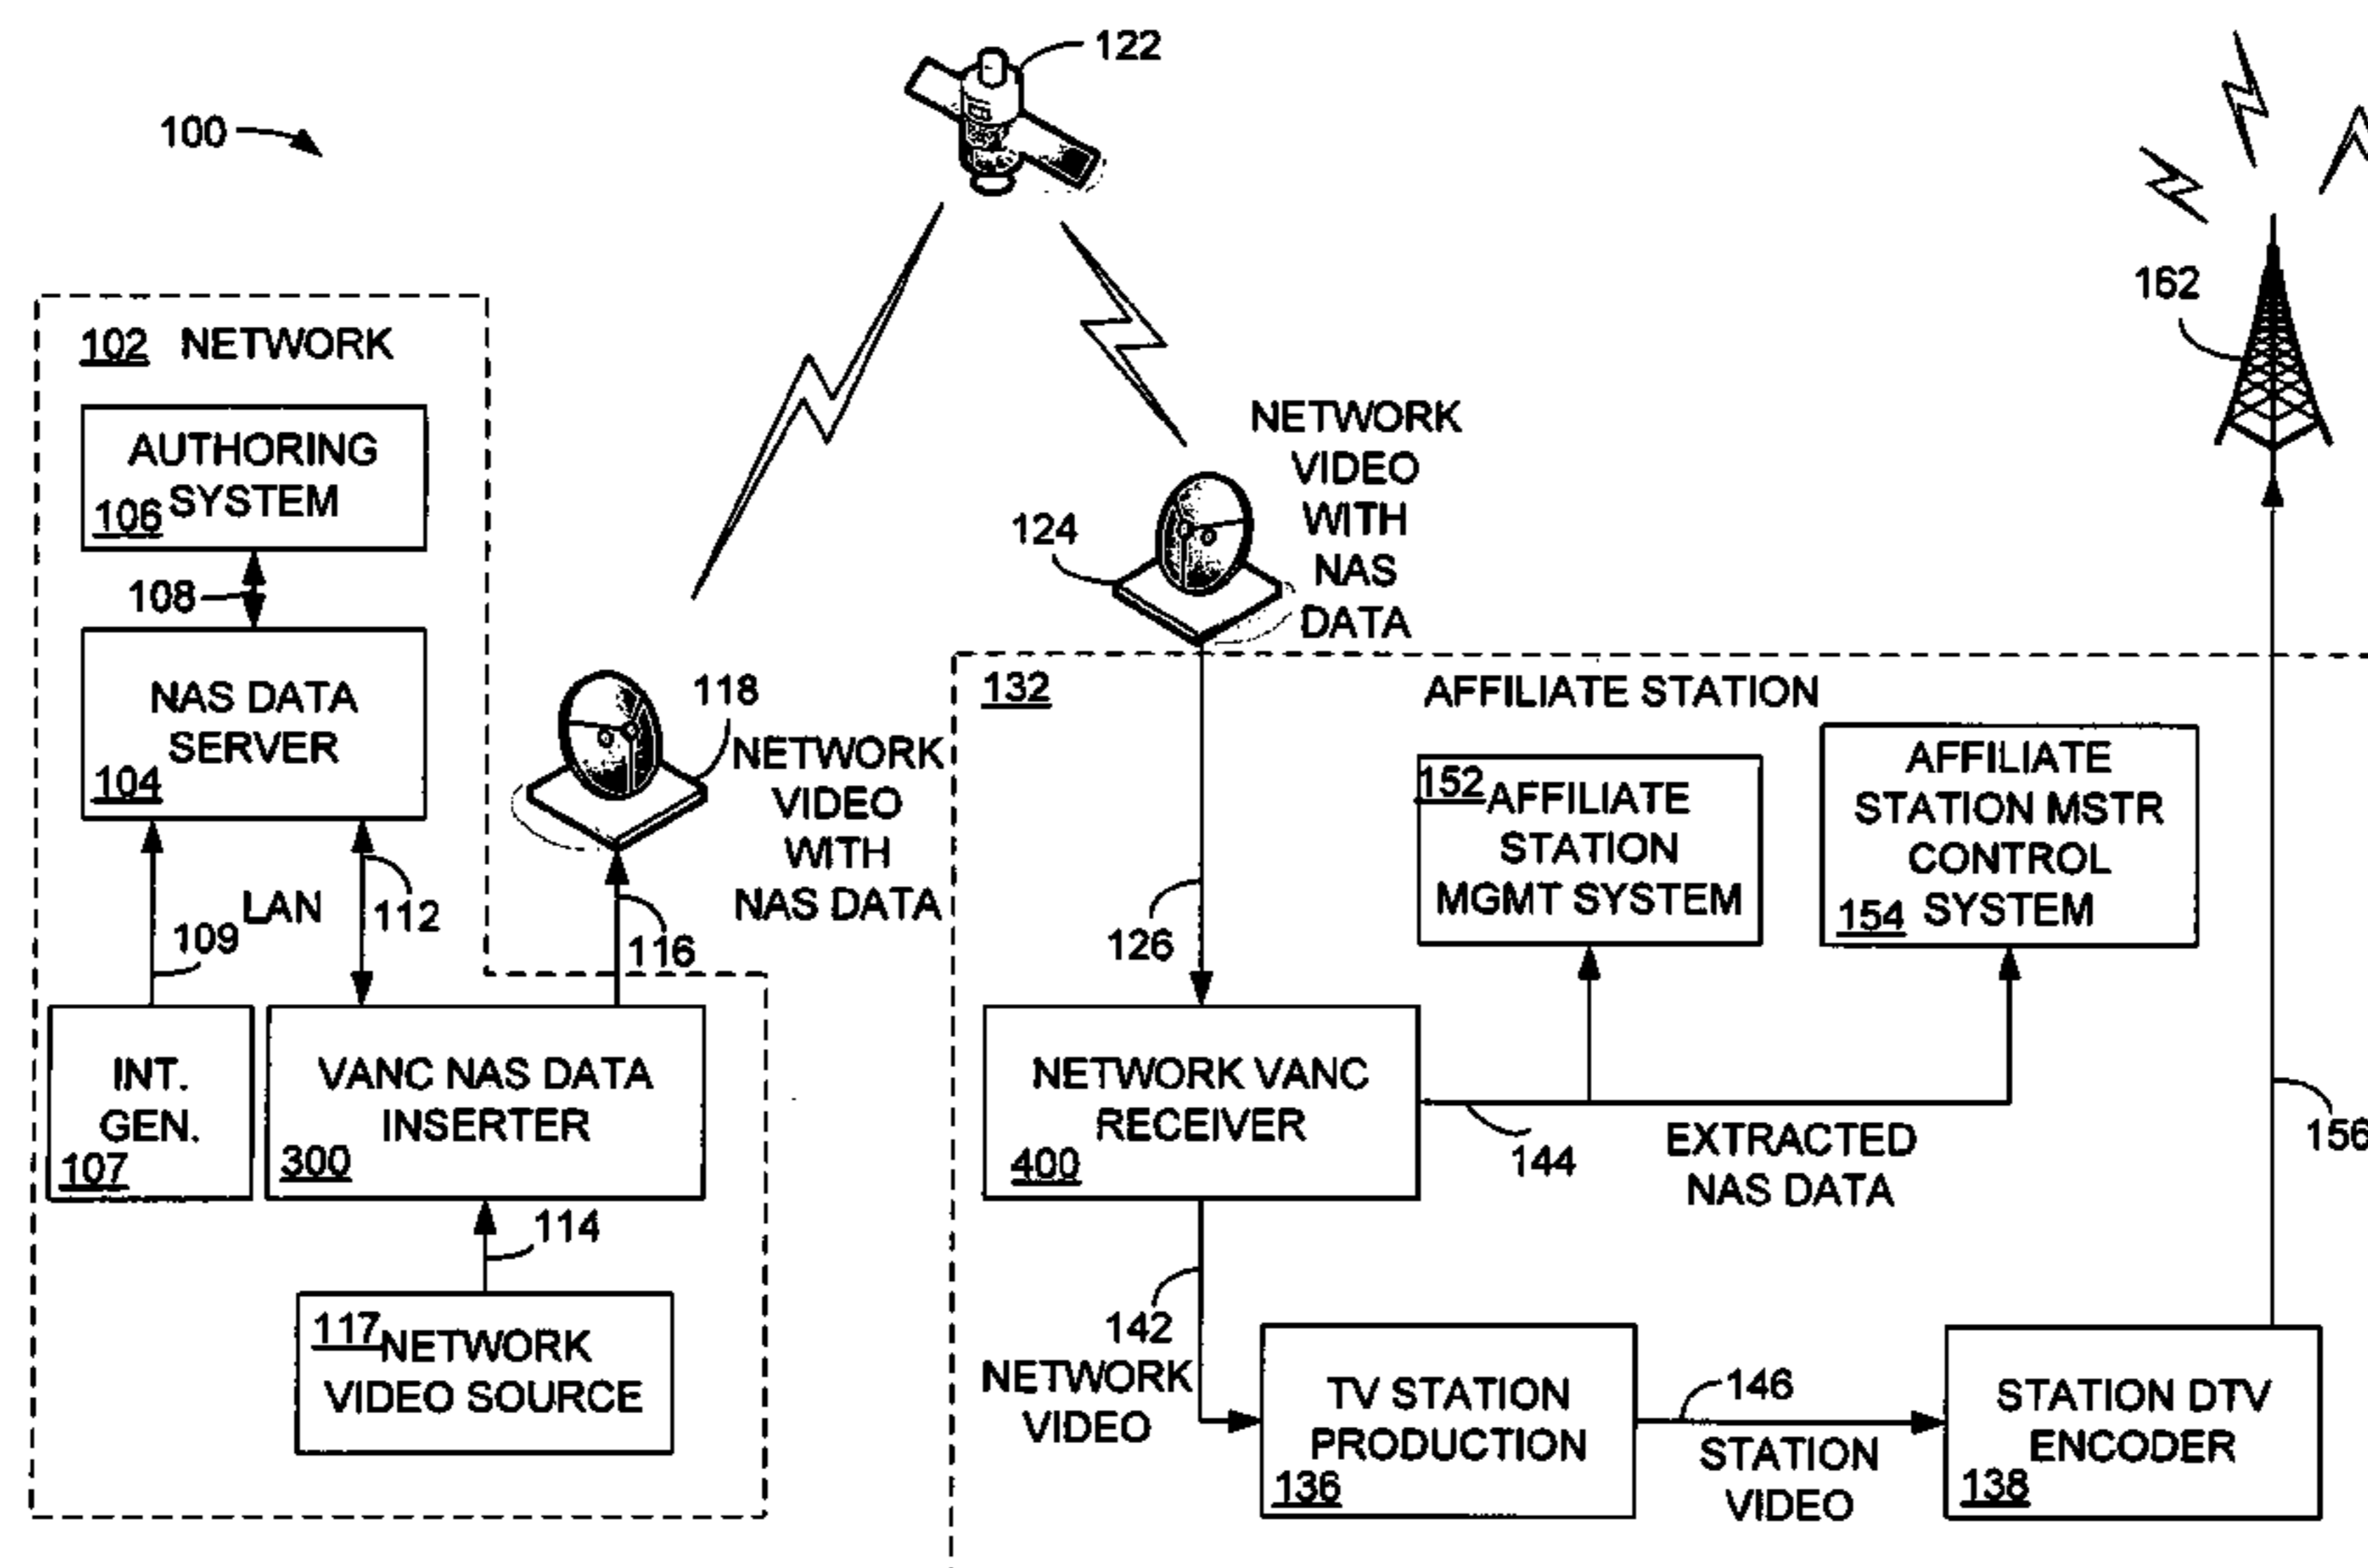 100
122
162
102 NETWORK
AUTHORING
SYSTEM
106
108
NAS DATA
SERVER
104
109
LAN
112
INT.
GEN.
107
VANC NAS DATA
INSERTER
300
114
117
NETWORK
VIDEO SOURCE
116
118
NETWORK
VIDEO
WITH
NAS DATA
124
NETWORK
VIDEO
WITH
NAS
DATA
132
AFFILIATE STATION
126
152
AFFILIATE
STATION
MGMT SYSTEM
AFFILIATE
STATION MSTR
CONTROL
SYSTEM
154
NETWORK VANC
RECEIVER
400
144
EXTRACTED
NAS DATA
156
142
NETWORK
VIDEO
TV STATION
PRODUCTION
136
146
STATION
VIDEO
STATION DTV
ENCODER
138